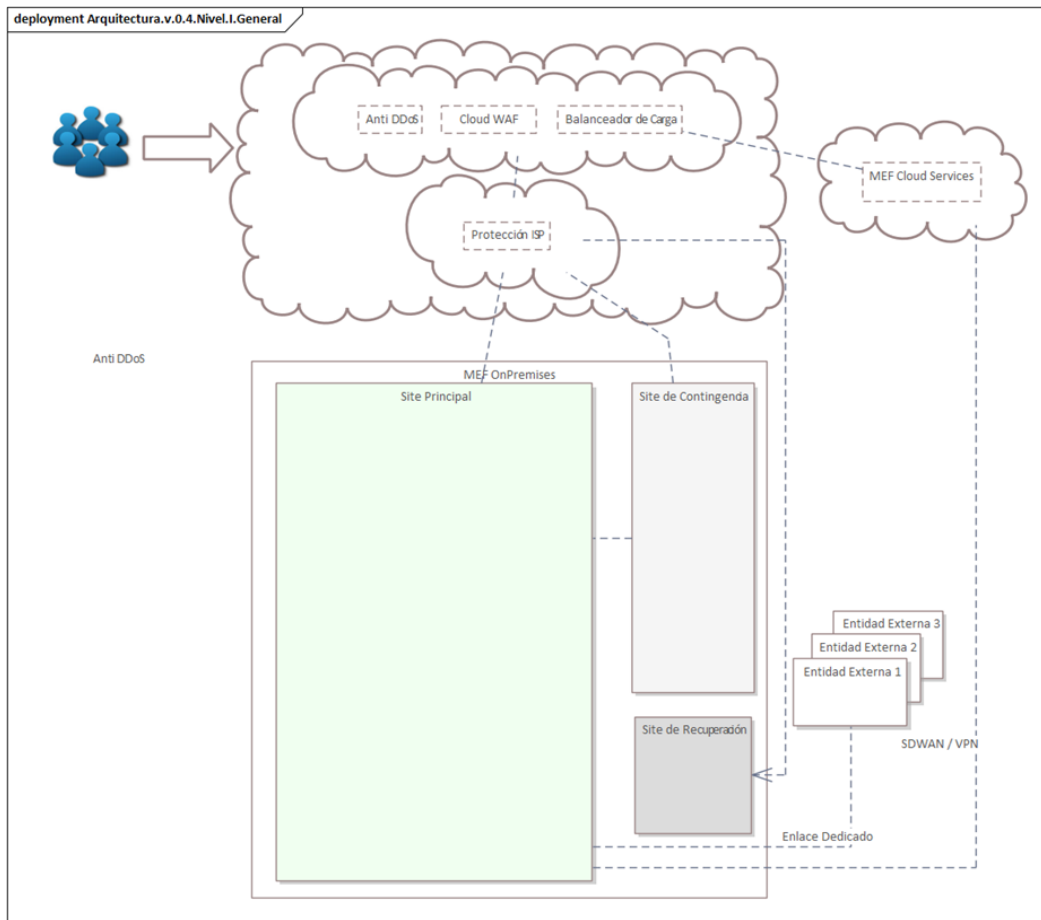 deployment Arquitectura.v.0.4.Nivel.I.General
Anti DDoS
Cloud WAF
Balanceador de Carga
MEF Cloud Services
Protección ISP
Anti DDoS
MEF OnPremises
Site Principal
Site de Contingencia
Entidad Externa 3
Entidad Externa 2
Entidad Externa 1
Site de Recuperación
SDWAN / VPN
Enlace Dedicado